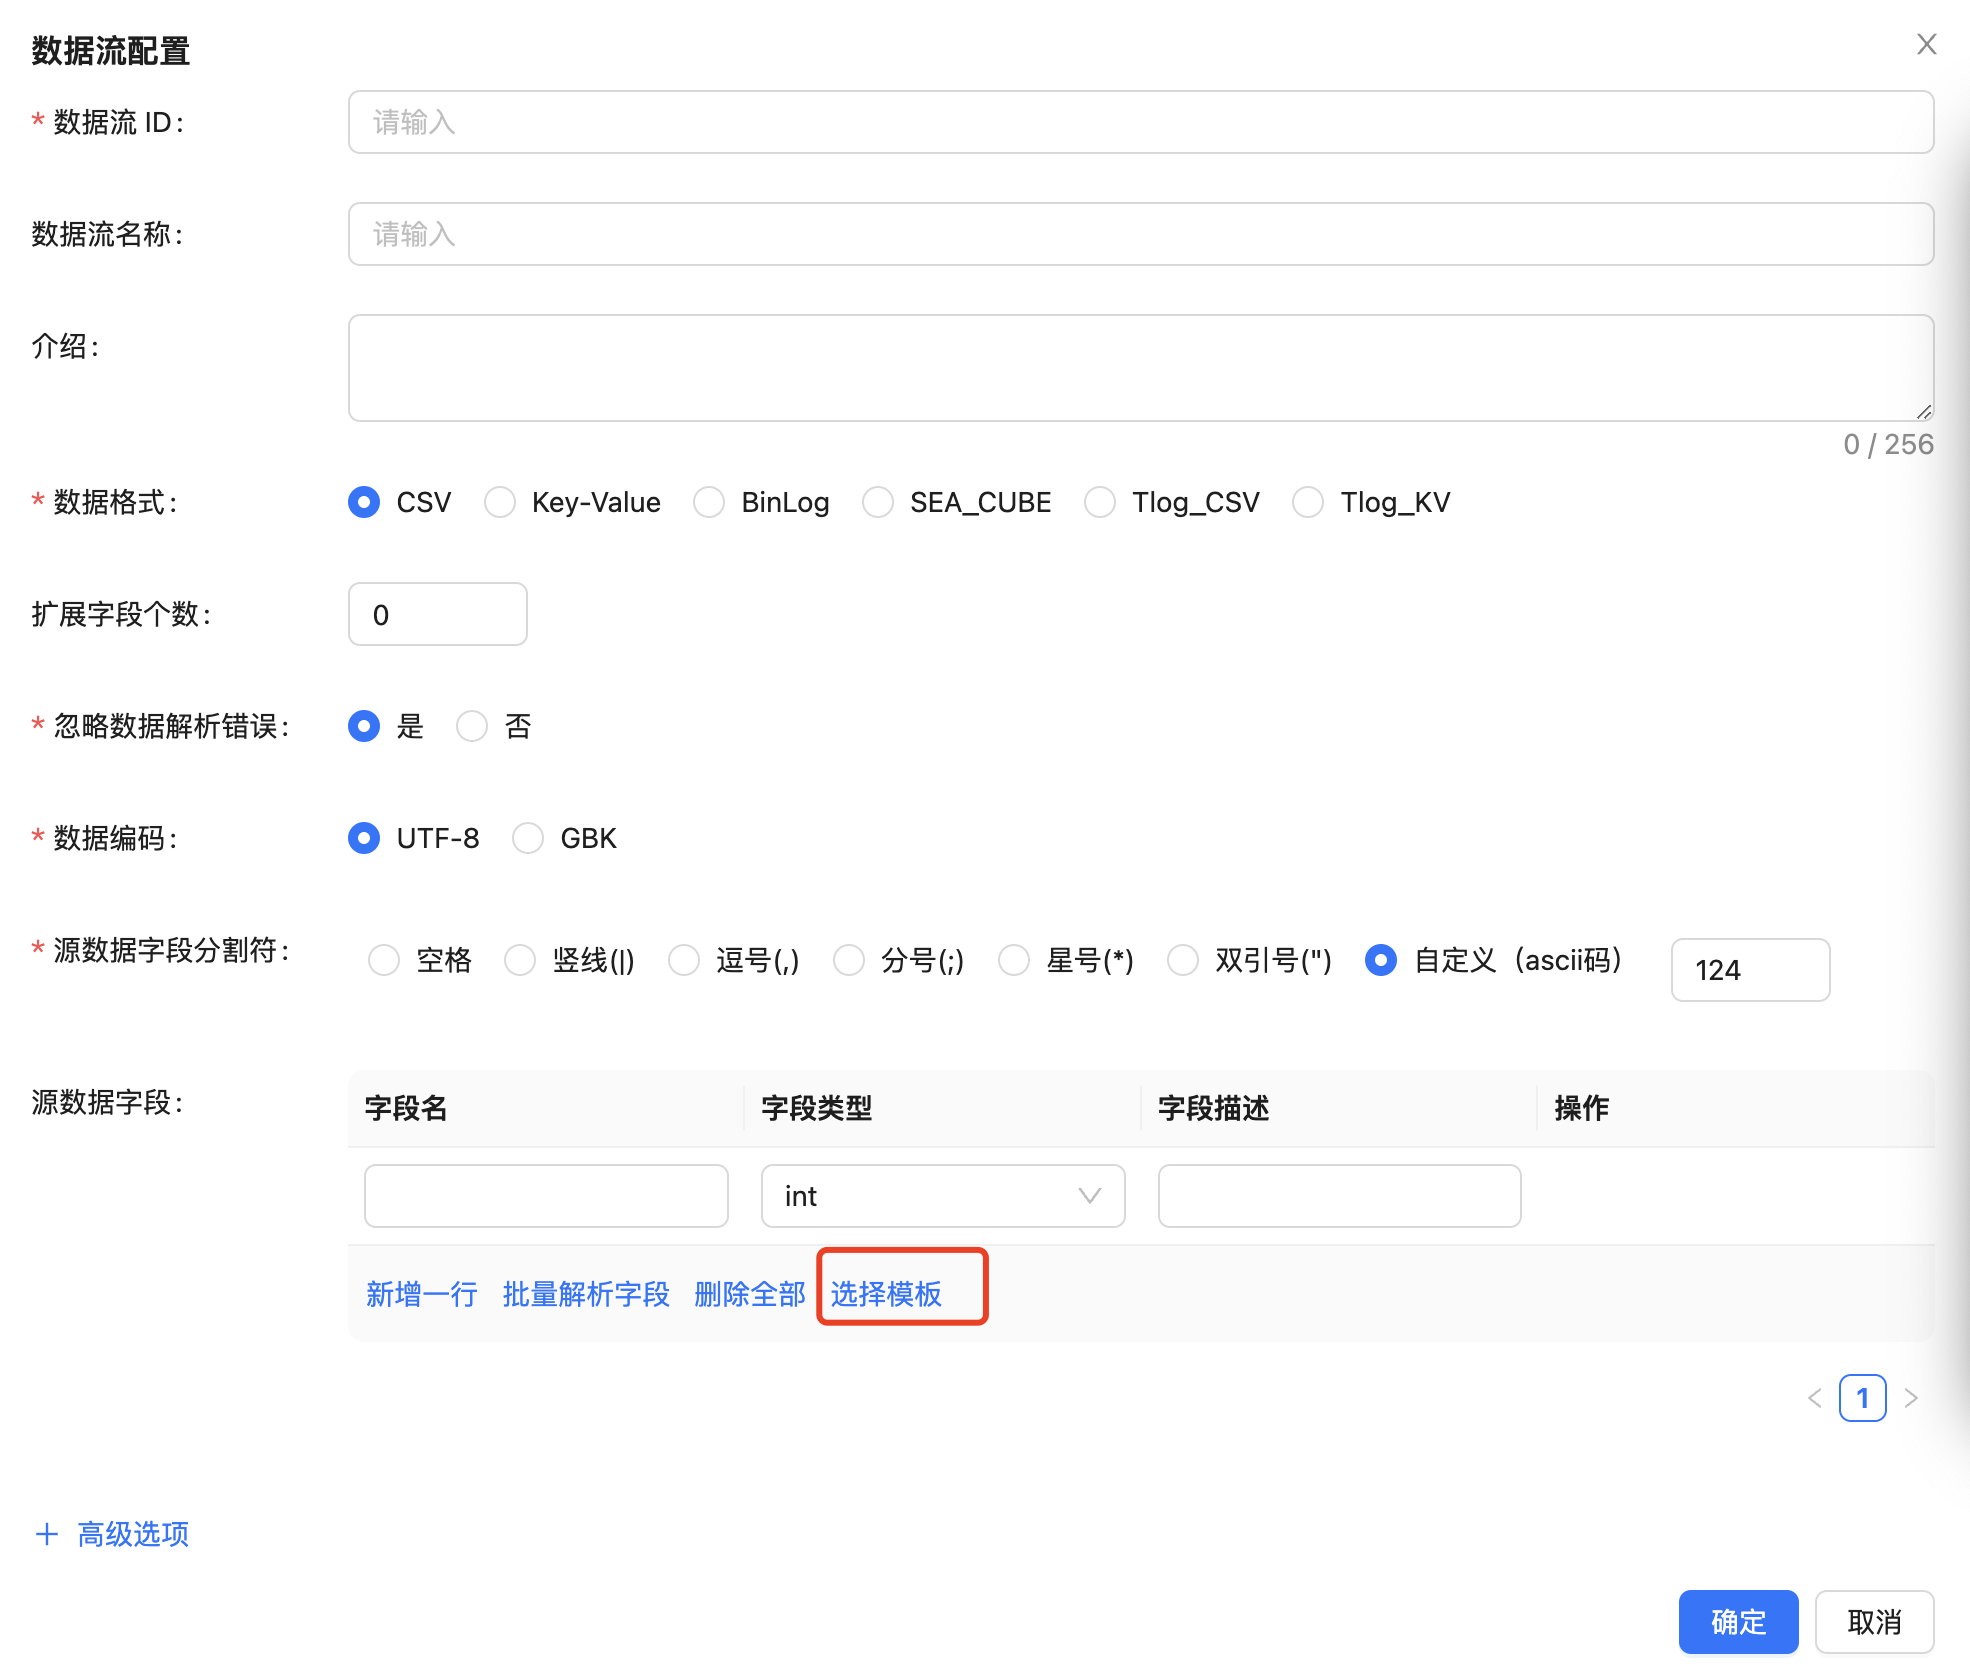 数据流配置
* 数据流 ID: 请输入
数据流名称: 请输入
介绍:
0 / 256
* 数据格式: CSV Key-Value BinLog SEA_CUBE Tlog_CSV Tlog_KV
扩展字段个数: 0
* 忽略数据解析错误: 是 否
* 数据编码: UTF-8 GBK
* 源数据字段分割符: 空格 竖线(|) 逗号(,) 分号(;) 星号(*) 双引号(") 自定义（ascii码） 124
源数据字段: 字段名 字段类型 字段描述 操作
int
新增一行 批量解析字段 删除全部 选择模板
1
+ 高级选项
确定 取消